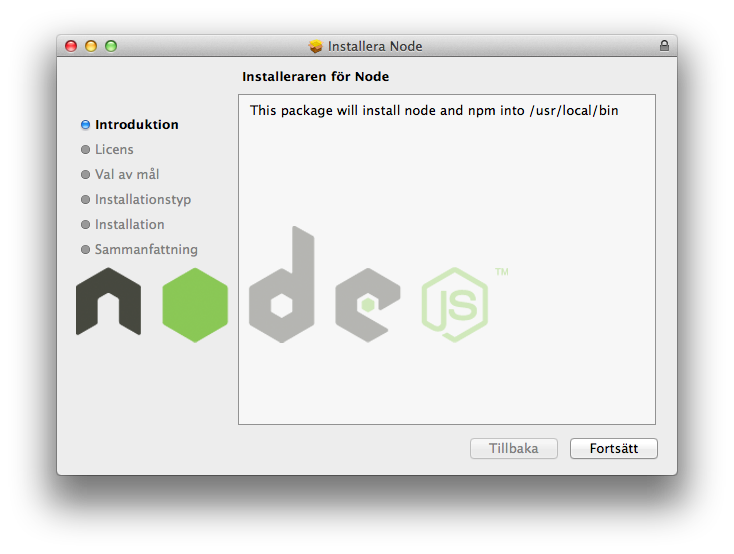 Installera Node
Installeraren för Node
This package will install node and npm into /usr/local/bin
Introduktion
Licens
Val av mål
Installationstyp
Installation
Sammanfattning
node
JS
TM
Tillbaka
Fortsätt